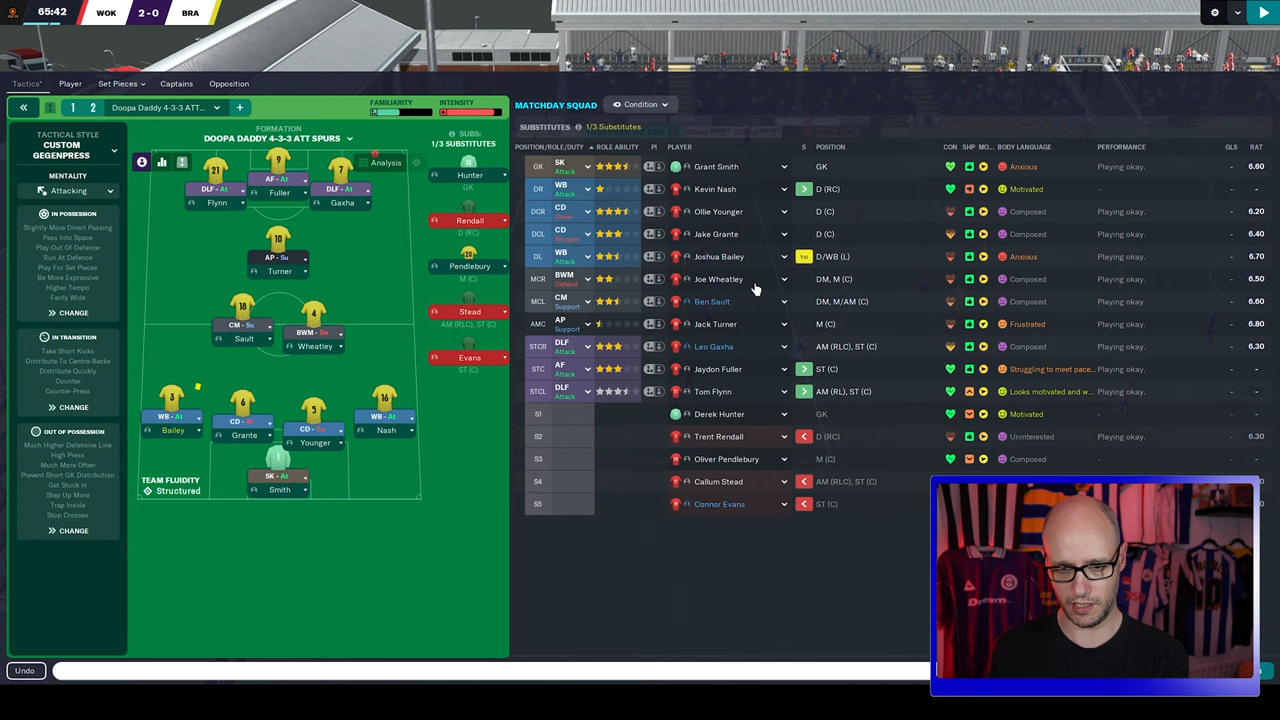 65:42 WOK 2 - 0 BRA
Tactics* Player Set Pieces Captains Opposition
1 2 Doopa Daddy 4-3-3 ATT... +
FAMILIARITY INTENSITY
TACTICAL STYLE
CUSTOM
GEGENPRESS
MENTALITY
Attacking
IN POSSESSION
Slightly More Direct Passing
Pass Into Space
Play Out Of Defence
Run At Defence
Play For Set Pieces
Be More Expressive
Higher Tempo
Fairly Wide
CHANGE
IN TRANSITION
Take Short Kicks
Distribute To Centre-Backs
Distribute Quickly
Counter
Counter-Press
CHANGE
OUT OF POSSESSION
Much Higher Defensive Line
High Press
Much More Often
Prevent Short GK Distribution
Get Stuck In
Step Up More
Trap Inside
Stop Crosses
CHANGE
FORMATION
DOOPA DADDY 4-3-3 ATT SPURS
Analysis
21
DLF - At
Flynn
9
AF - At
Fuller
7
DLF - At
Gaxha
10
AP - Su
Turner
18
CM - Su
Sault
4
BWM - De
Wheatley
3
WB - At
Bailey
6
CD
Grante
5
CD
Younger
16
WB - At
Nash
1
SK - At
Smith
TEAM FLUIDITY
Structured
SUBS:
1/3 SUBSTITUTES
Hunter
GK
Rendall
D (RC)
20
Pendlebury
M (C)
Stead
AM (RLC), ST (C)
Evans
ST (C)
MATCHDAY SQUAD Condition
SUBSTITUTES 1/3 Substitutes
POSITION/ROLE/DUTY ROLE ABILITY PI PLAYER S POSITION CON SHP MO... BODY LANGUAGE PERFORMANCE GLS RAT
GK SK Attack Grant Smith GK Anxious Playing okay. - 6.60
DR WB Attack Kevin Nash D (RC) Motivated - - -
DCR CD Cover Ollie Younger D (C) Composed Playing okay. - 6.20
DCL CD Stopper Jake Grante D (C) Composed Playing okay. - 6.40
DL WB Attack Joshua Bailey Yel D/WB (L) Anxious Playing okay. - 6.70
MCR BWM Defend Joe Wheatley DM, M (C) Composed Playing okay. - 6.50
MCL CM Support Ben Sault DM, M/AM (C) Composed Playing okay. - 6.60
AMC AP Support Jack Turner M (C) Frustrated Playing okay. - 6.80
STCR DLF Attack Leo Gaxha AM (RLC), ST (C) Composed Playing okay. - 6.30
STC AF Attack Jaydon Fuller ST (C) Struggling to meet pace... Playing okay. - -
STCL DLF Attack Tom Flynn AM (RL), ST (C) Looks motivated and w... Playing okay. - -
S1 Derek Hunter GK Motivated - - -
S2 Trent Rendall D (RC) Uninterested Playing okay. - 6.30
S3 Oliver Pendlebury M (C) Composed - - -
S4 Callum Stead AM (RLC), ST (C)
S5 Connor Evans ST (C)
Undo